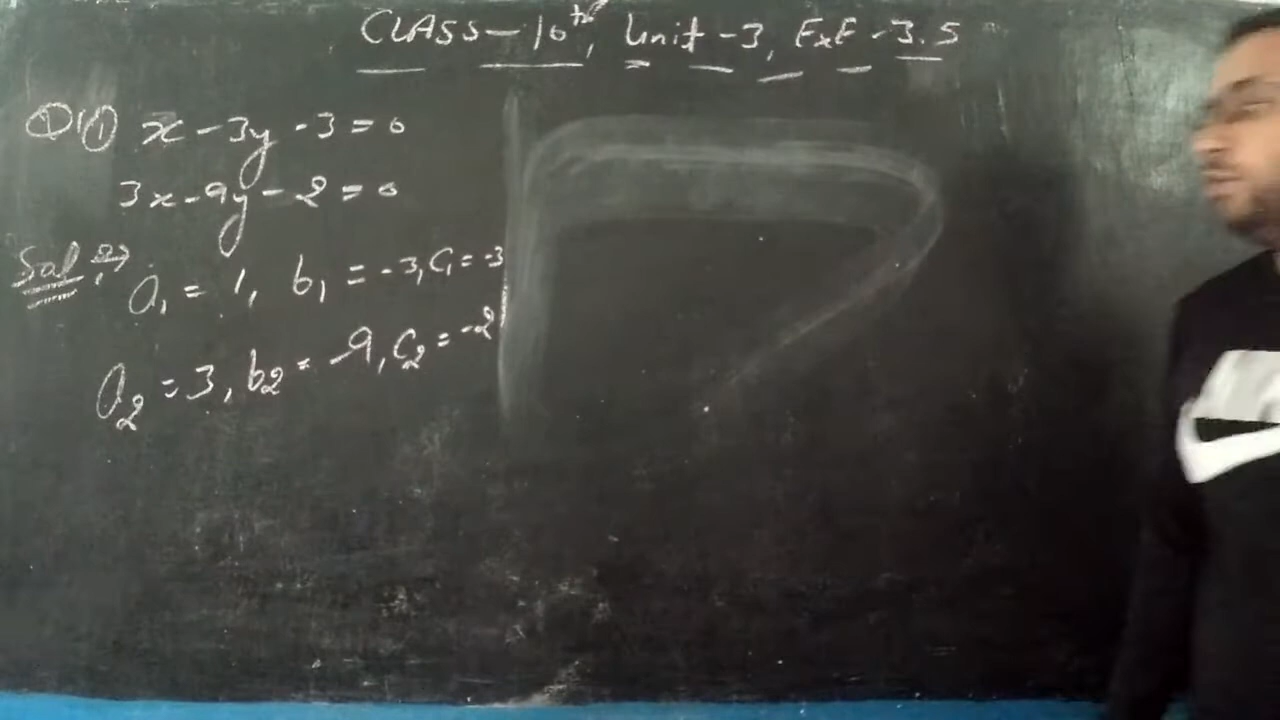 CLASS-10th, Unit-3, ExE-3.5
Q1(1) x-3y-3=0
3x-9y-2=0
Sol:→ a₁=1, b₁=-3, c₁=-3
a₂=3, b₂=-9, c₂=-2